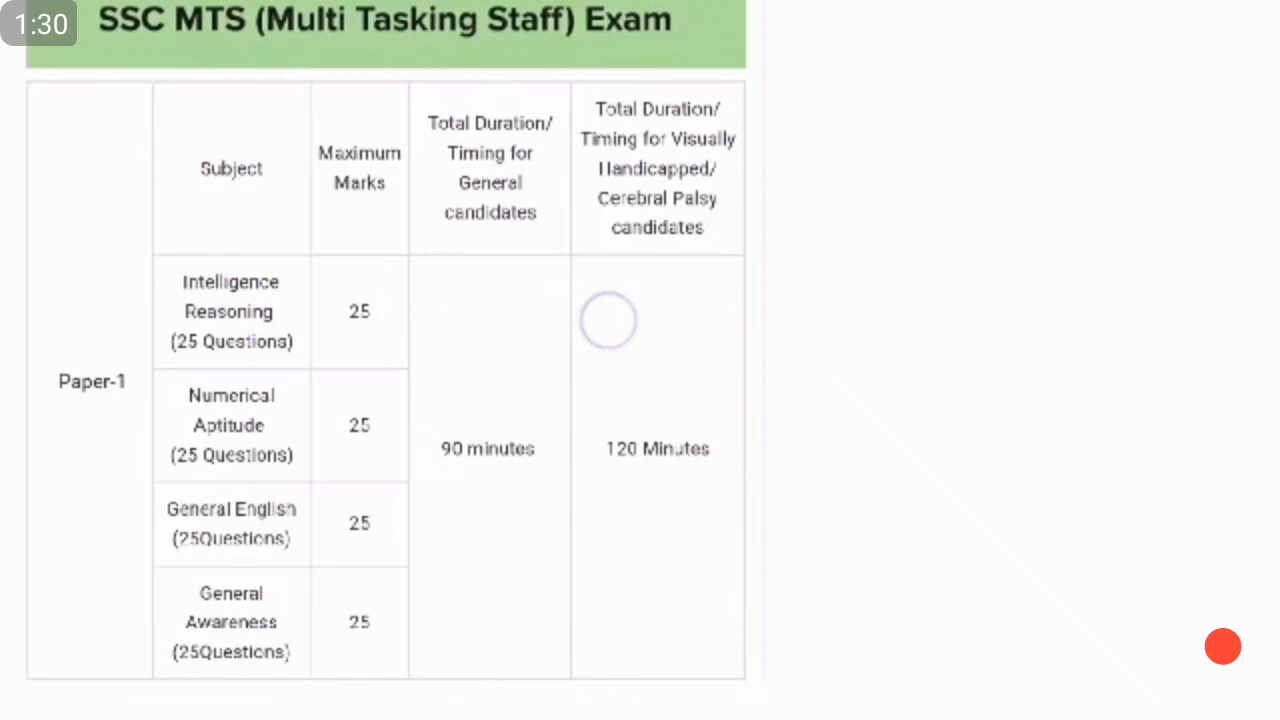 1:30
SSC MTS (Multi Tasking Staff) Exam
Subject
Maximum
Marks
Total Duration/
Timing for
General
candidates
Total Duration/
Timing for Visually
Handicapped/
Cerebral Palsy
candidates
Paper-1
Intelligence
Reasoning
(25 Questions)
25
Numerical
Aptitude
(25 Questions)
25
General English
(25Questions)
25
General
Awareness
(25Questions)
25
90 minutes
120 Minutes